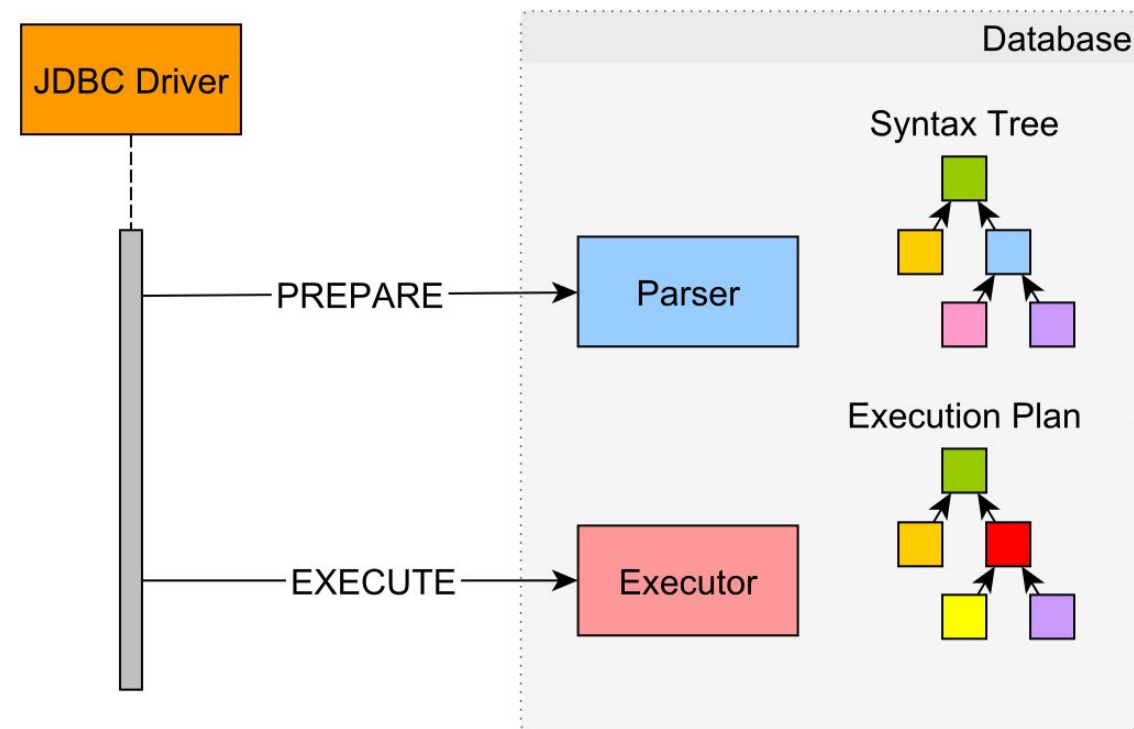 JDBC Driver
Database
Syntax Tree
PREPARE
Parser
Execution Plan
EXECUTE
Executor